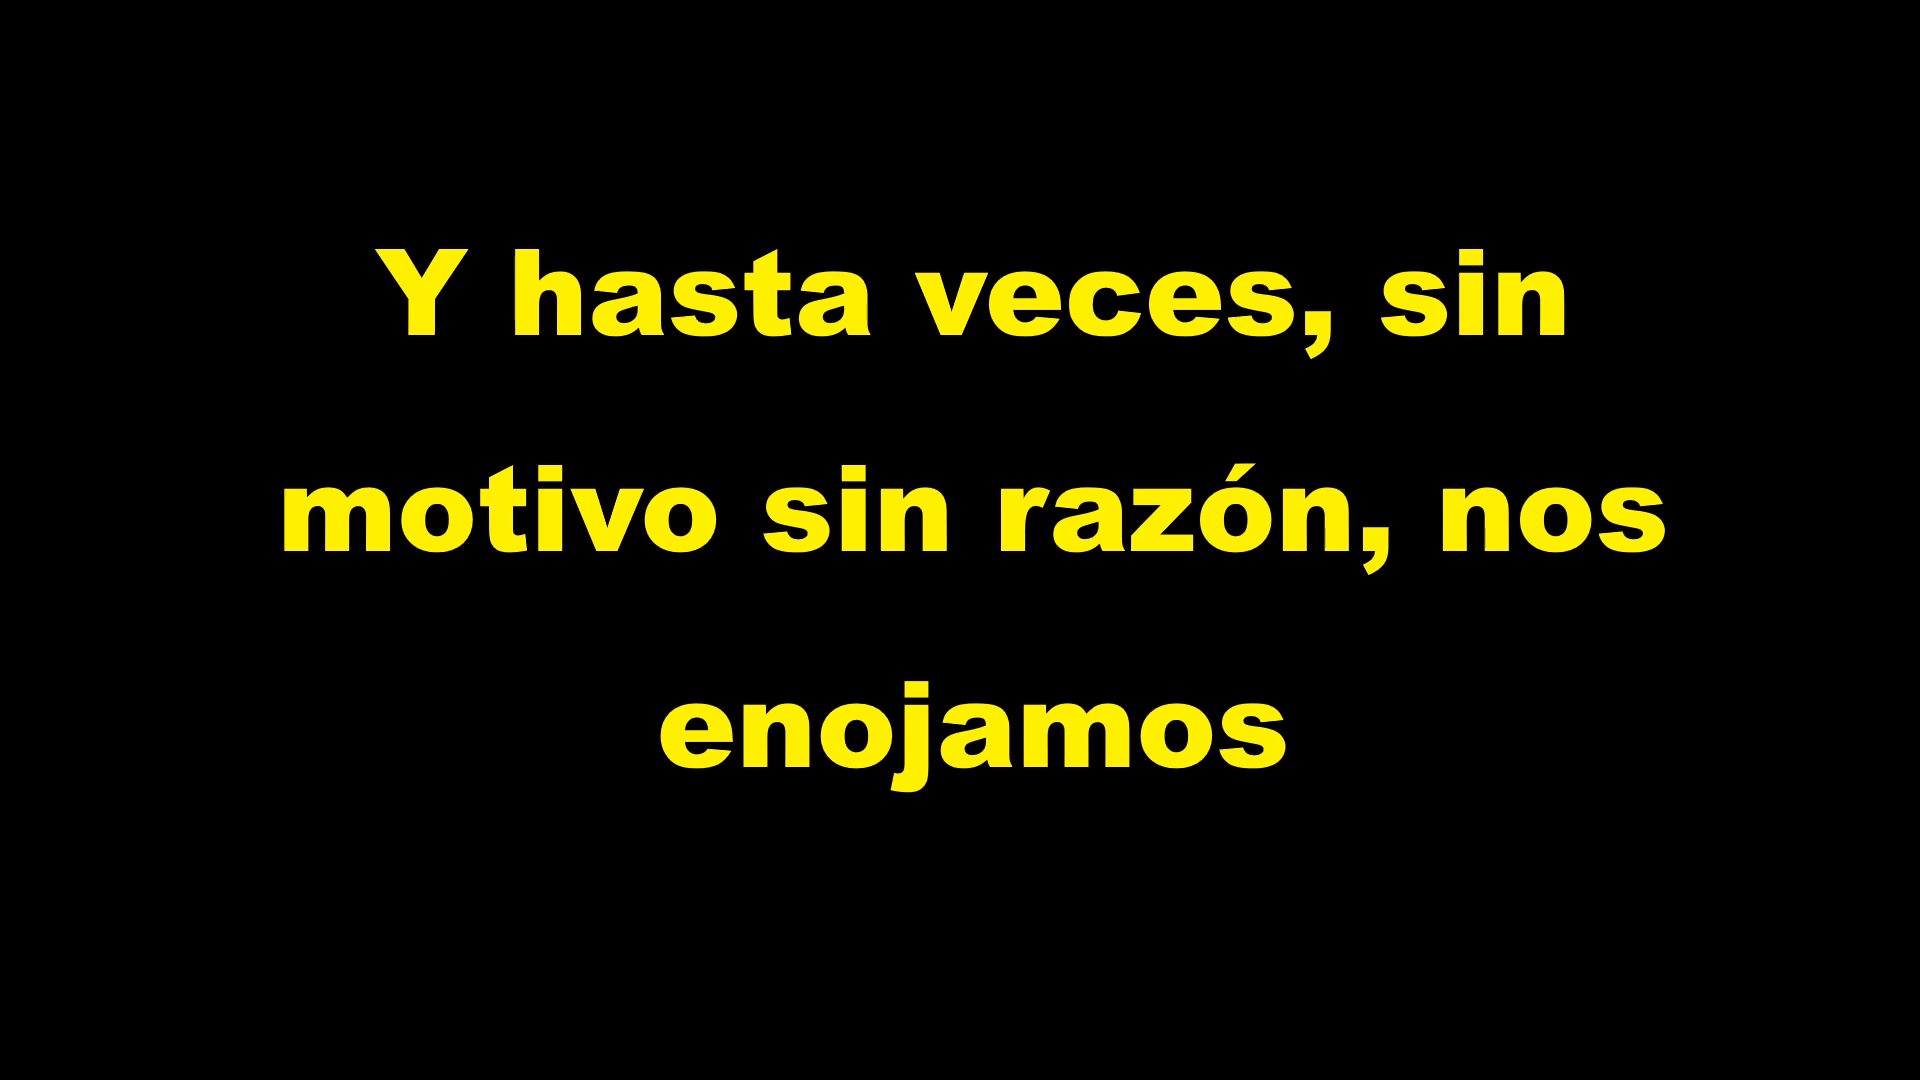 Y hasta veces, sin
motivo sin razón, nos
enojamos